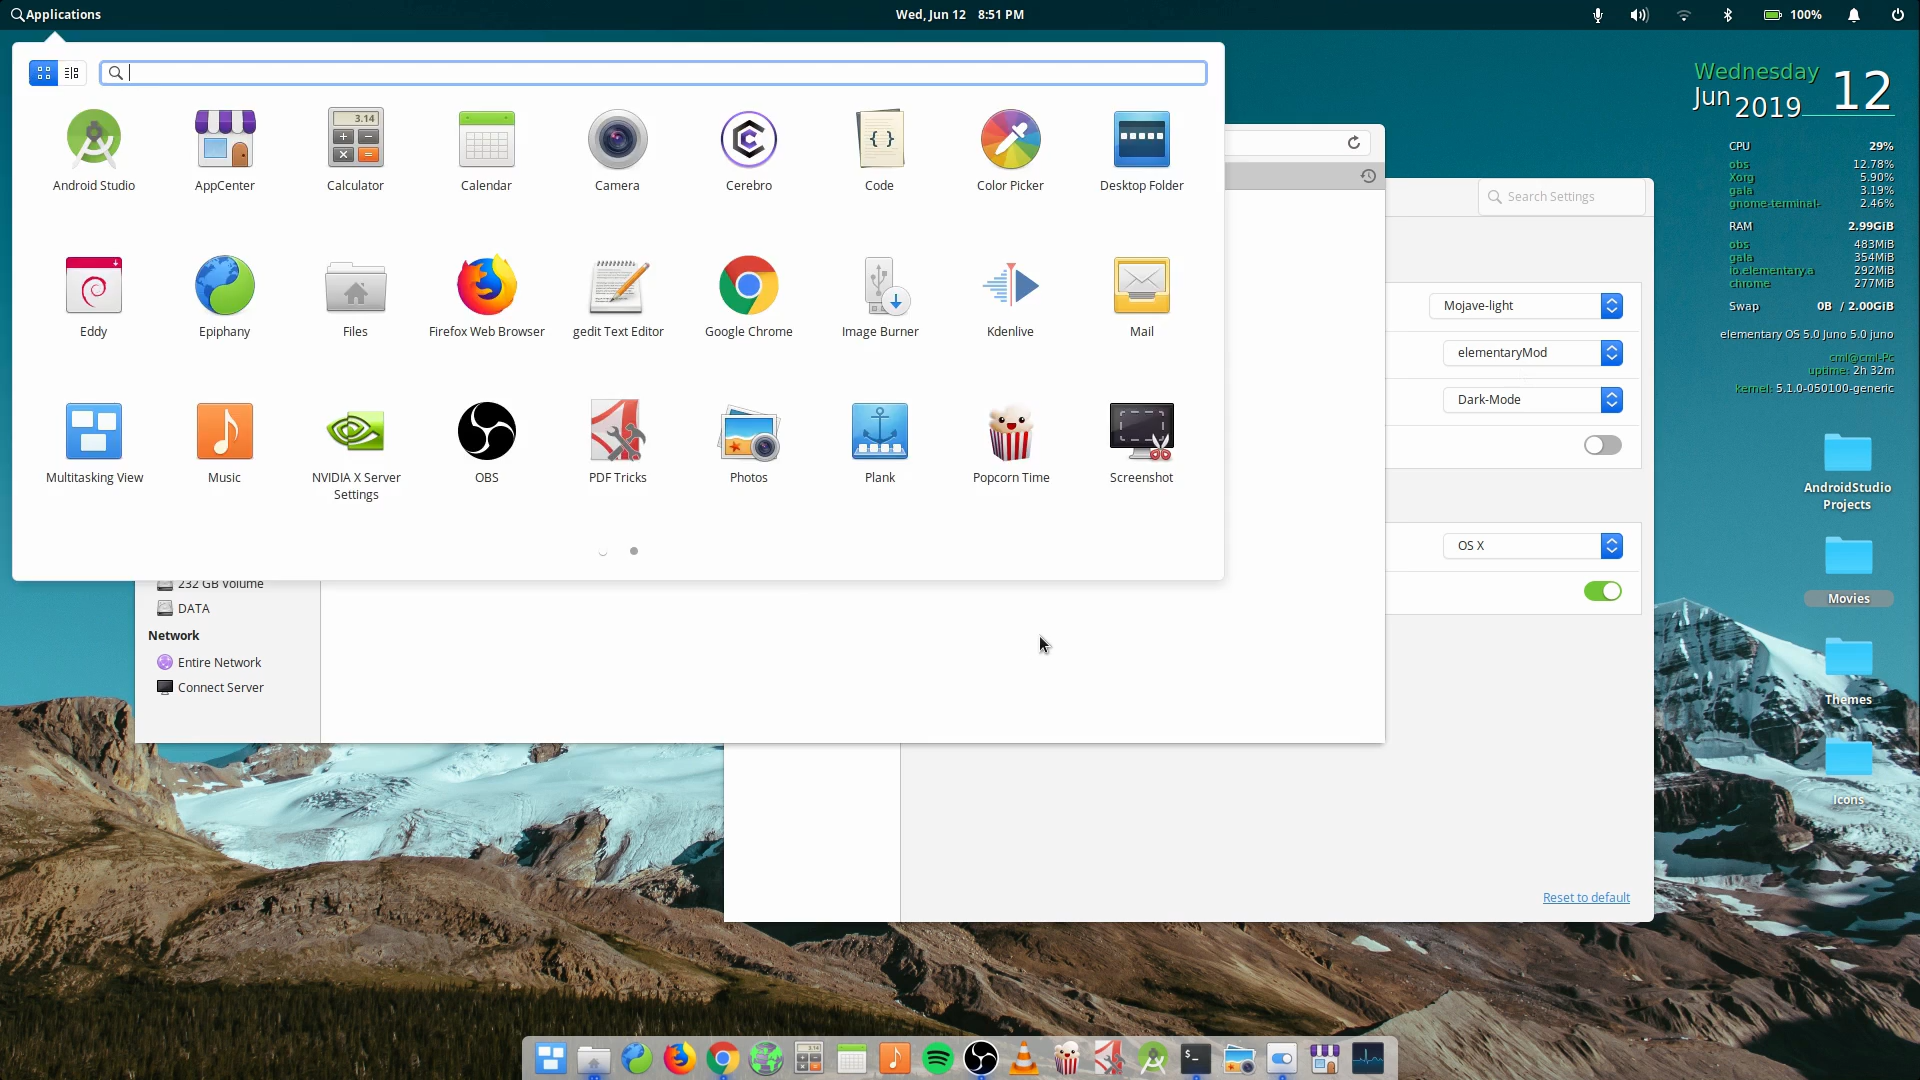 Applications
Wed, Jun 12 8:51 PM
100%
Android Studio
AppCenter
3.14
Calculator
Calendar
Camera
Cerebro
Code
Color Picker
Desktop Folder
Eddy
Epiphany
Files
Firefox Web Browser
gedit Text Editor
Google Chrome
Image Burner
Kdenlive
Mail
Multitasking View
Music
NVIDIA X Server
Settings
OBS
PDF Tricks
Photos
Plank
Popcorn Time
Screenshot
232 GB Volume
DATA
Network
Entire Network
Connect Server
Search Settings
Mojave-light
elementaryMod
Dark-Mode
OS X
Reset to default
Wednesday
Jun 2019 12
CPU 29%
obs 12.78%
Xorg 5.90%
gala 3.19%
gnome-terminal- 2.46%
RAM 2.99GiB
obs 483MiB
gala 354MiB
io.elementary.a 292MiB
chrome 277MiB
Swap 0B / 2.00GiB
elementary OS 5.0 Juno 5.0 juno
cml@cml-Pc
uptime: 2h 32m
kernel: 5.1.0-050100-generic
AndroidStudio
Projects
Movies
Themes
Icons
3.14
$_